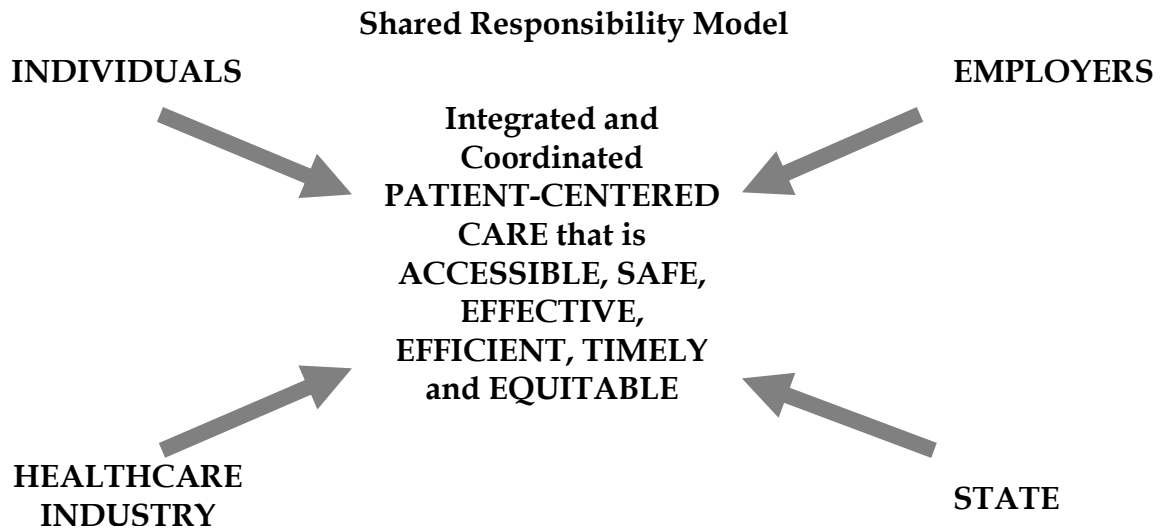 Shared Responsibility Model
INDIVIDUALS
EMPLOYERS
Integrated and
Coordinated
PATIENT-CENTERED
CARE that is
ACCESSIBLE, SAFE,
EFFECTIVE,
EFFICIENT, TIMELY
and EQUITABLE
HEALTHCARE
INDUSTRY
STATE